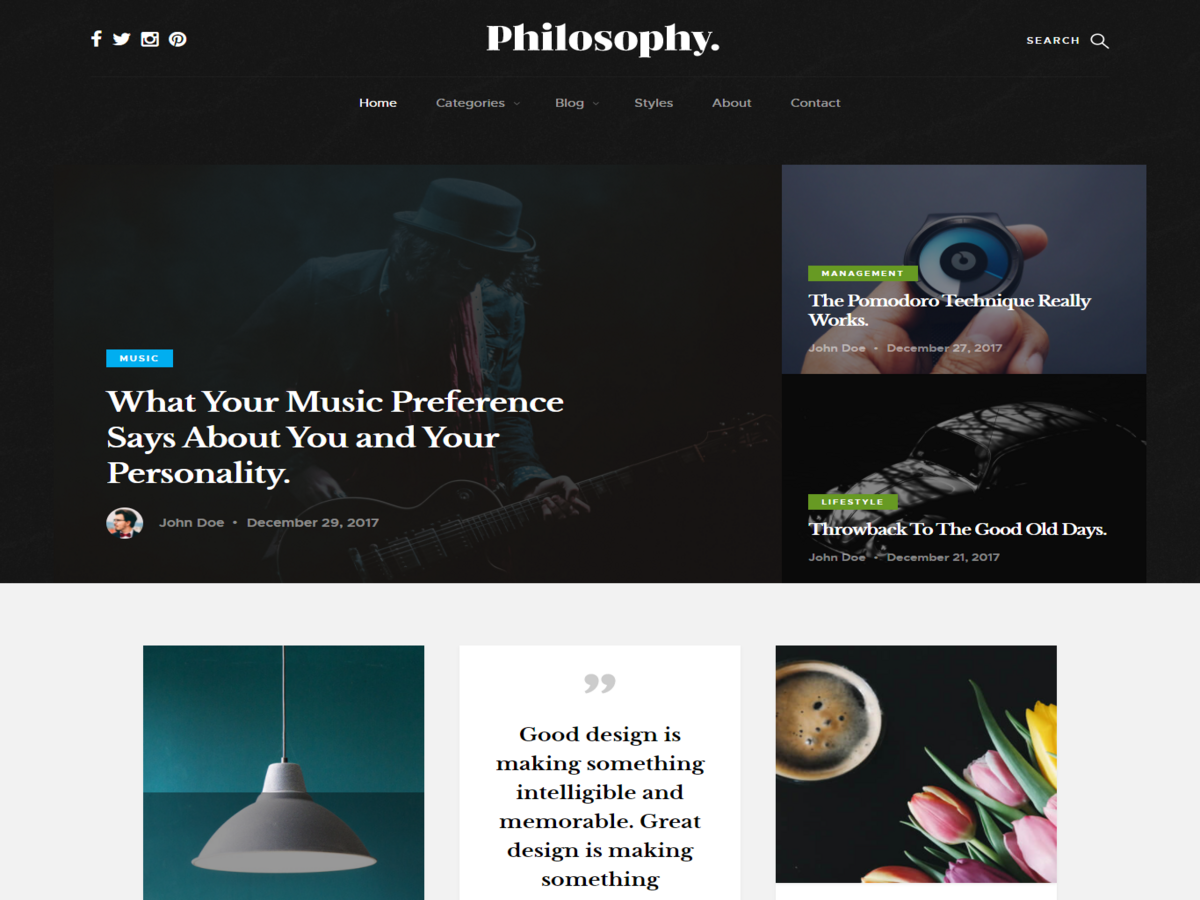 Philosophy.
SEARCH
Home Categories Blog Styles About Contact
MUSIC
What Your Music Preference
Says About You and Your
Personality.
John Doe • December 29, 2017
MANAGEMENT
The Pomodoro Technique Really
Works.
John Doe • December 27, 2017
LIFESTYLE
Throwback To The Good Old Days.
John Doe • December 21, 2017
”
Good design is
making something
intelligible and
memorable. Great
design is making
something